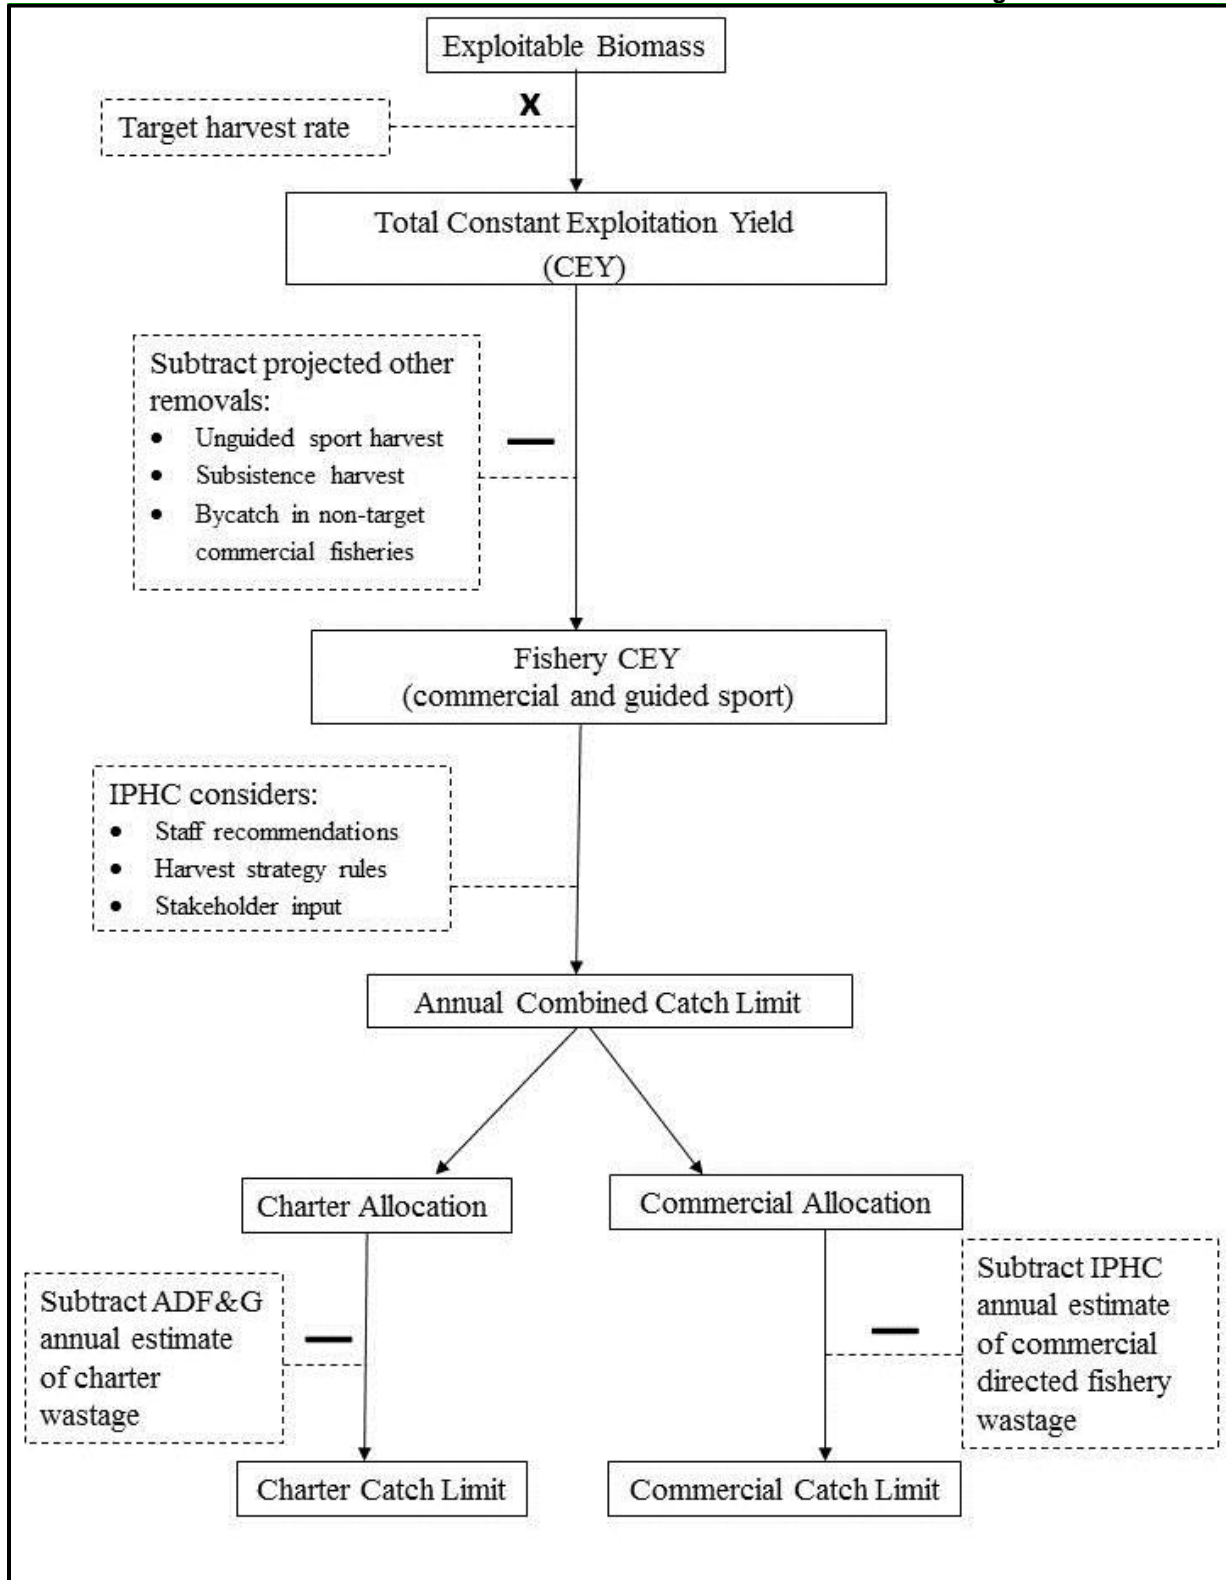 Exploitable Biomass
X
Target harvest rate
Total Constant Exploitation Yield
(CEY)
Subtract projected other
removals:
• Unguided sport harvest
• Subsistence harvest
• Bycatch in non-target
commercial fisheries
—
Fishery CEY
(commercial and guided sport)
IPHC considers:
• Staff recommendations
• Harvest strategy rules
• Stakeholder input
Annual Combined Catch Limit
Charter Allocation
Commercial Allocation
Subtract ADF&G
annual estimate
of charter
wastage
—
Subtract IPHC
annual estimate
of commercial
directed fishery
wastage
—
Charter Catch Limit
Commercial Catch Limit